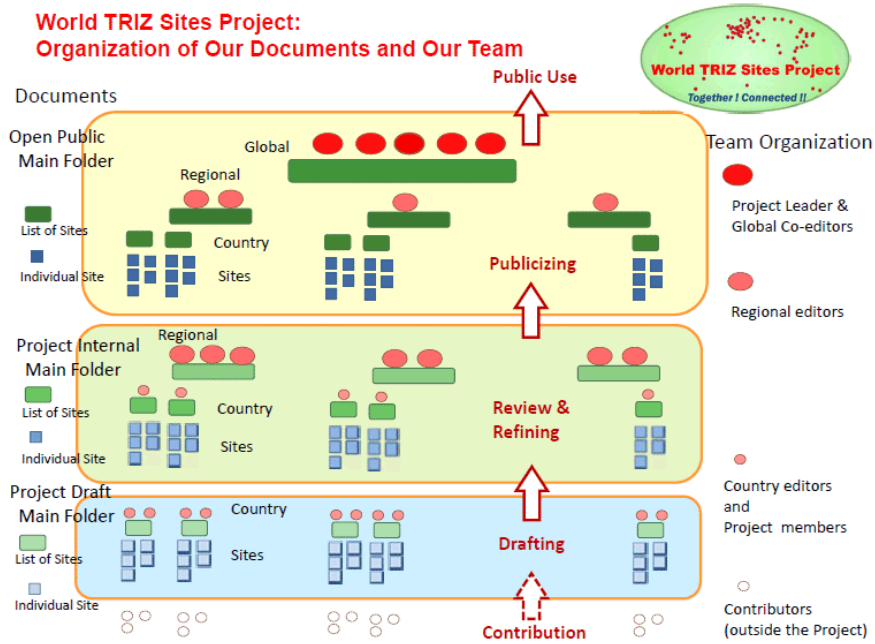 World TRIZ Sites Project:
Organization of Our Documents and Our Team
World TRIZ Sites Project
Together ! Connected !!
Public Use
Documents
Open Public
Main Folder
Global
Regional
List of Sites
Country
Individual Site
Sites
Publicizing
Team Organization
Project Leader &
Global Co-editors
Regional editors
Project Internal
Main Folder
Regional
List of Sites
Country
Individual Site
Sites
Review &
Refining
Project Draft
Main Folder
Country
List of Sites
Sites
Individual Site
Drafting
Contribution
Country editors
and
Project members
Contributors
(outside the Project)